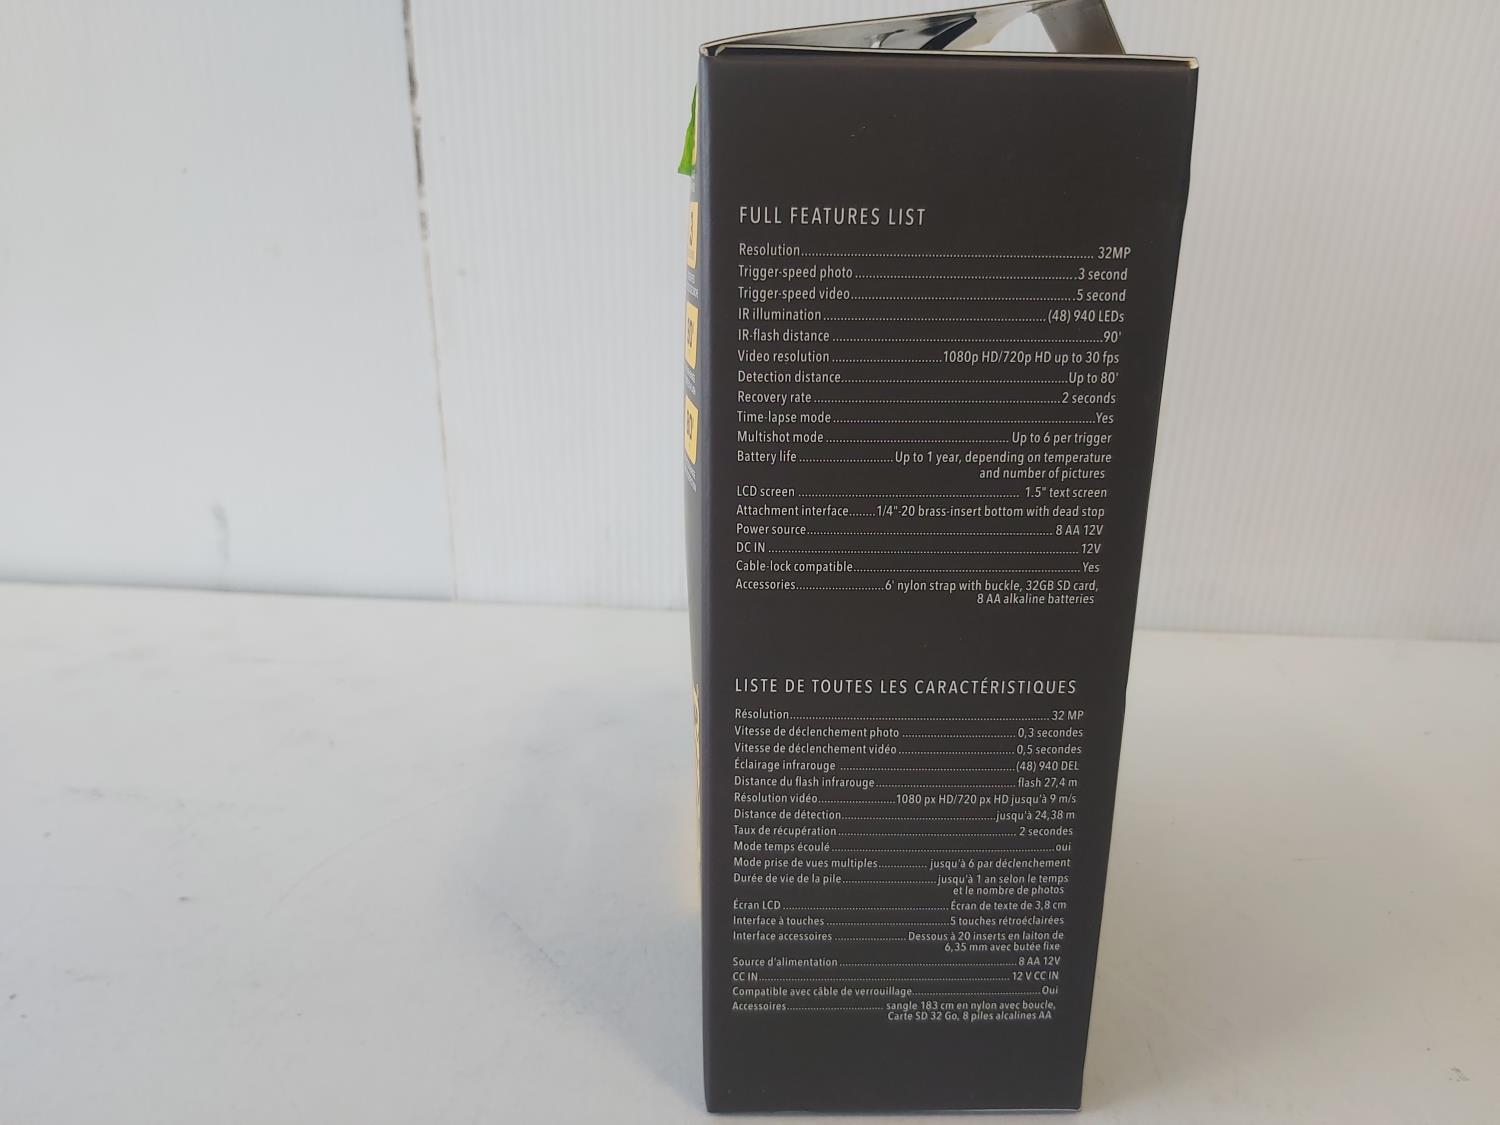 FULL FEATURES LIST
Resolution.......... 32MP
Trigger-speed photo...........3 second
Trigger-speed video...........5 second
IR illumination..........(48) 940 LEDs
IR-flash distance..........90'
Video resolution..........1080p HD/720p HD up to 30 fps
Detection distance..........Up to 80'
Recovery rate..........2 seconds
Time-lapse mode..........Yes
Multishot mode.......... Up to 6 per trigger
Battery life..........Up to 1 year, depending on temperature
and number of pictures
LCD screen.......... 1.5" text screen
Attachment interface........1/4"-20 brass-insert bottom with dead stop
Power source.......... 8 AA 12V
DC IN.......... 12V
Cable-lock compatible.......... Yes
Accessories..........6' nylon strap with buckle, 32GB SD card,
8 AA alkaline batteries
LISTE DE TOUTES LES CARACTÉRISTIQUES
Résolution.......... 32 MP
Vitesse de déclenchement photo ..........0,3 secondes
Vitesse de déclenchement vidéo.......... 0,5 secondes
Éclairage infrarouge ..........(48) 940 DEL
Distance du flash infrarouge.......... flash 27,4 m
Résolution vidéo..........1080 px HD/720 px HD jusqu'à 9 m/s
Distance de détection..........jusqu'à 24,38 m
Taux de récupération.......... 2 secondes
Mode temps écoulé..........oui
Mode prise de vues multiples.......... jusqu'à 6 par déclenchement
Durée de vie de la pile..........jusqu'à 1 an selon le temps
et le nombre de photos
Écran LCD.......... Écran de texte de 3,8 cm
Interface à touches..........5 touches rétroéclairées
Interface accessoires.......... Dessous à 20 inserts en laiton de
6,35 mm avec butée fixe
Source d'alimentation.......... 8 AA 12V
CC IN.......... 12 V CC IN
Compatible avec câble de verrouillage..........Oui
Accessoires.......... sangle 183 cm en nylon avec boucle,
Carte SD 32 Go, 8 piles alcalines AA